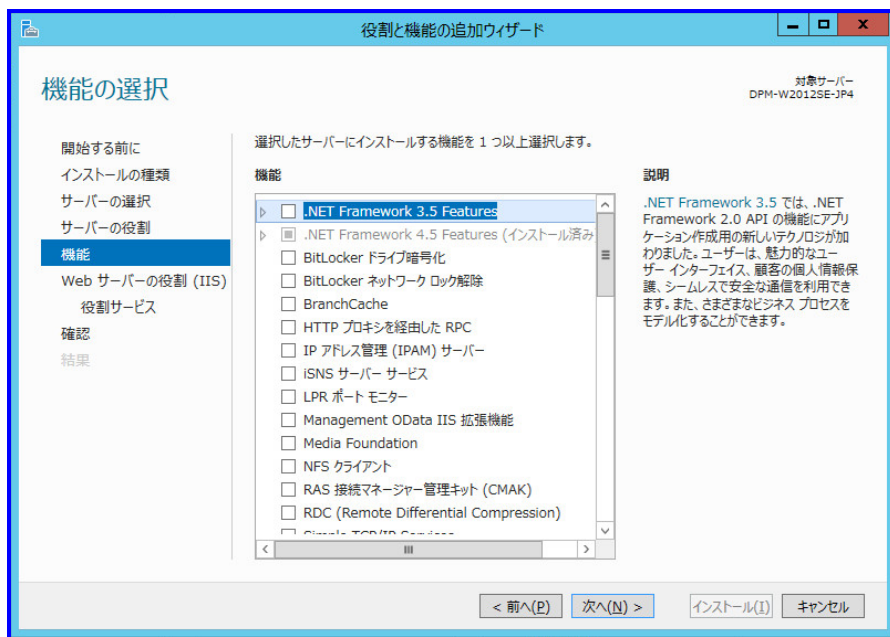 役割と機能の追加ウィザード
機能の選択
対象サーバー
DPM-W2012SE-JP4
開始する前に
インストールの種類
サーバーの選択
サーバーの役割
機能
Web サーバーの役割 (IIS)
役割サービス
確認
結果
選択したサーバーにインストールする機能を 1 つ以上選択します。
機能
.NET Framework 3.5 Features
.NET Framework 4.5 Features (インストール済み
BitLocker ドライブ暗号化
BitLocker ネットワーク ロック解除
BranchCache
HTTP プロキシを経由した RPC
IP アドレス管理 (IPAM) サーバー
iSNS サーバー サービス
LPR ポート モニター
Management OData IIS 拡張機能
Media Foundation
NFS クライアント
RAS 接続マネージャー管理キット (CMAK)
RDC (Remote Differential Compression)
Simple TCP/IP Services
説明
.NET Framework 3.5 では、.NET
Framework 2.0 API の機能にアプリ
ケーション作成用の新しいテクノロジが加
わりました。ユーザーは、魅力的なユー
ザー インターフェイス、顧客の個人情報保
護、シームレスで安全な通信を利用でき
ます。また、さまざまなビジネス プロセスを
モデル化することができます。
< 前へ(P)
次へ(N) >
インストール(I)
キャンセル